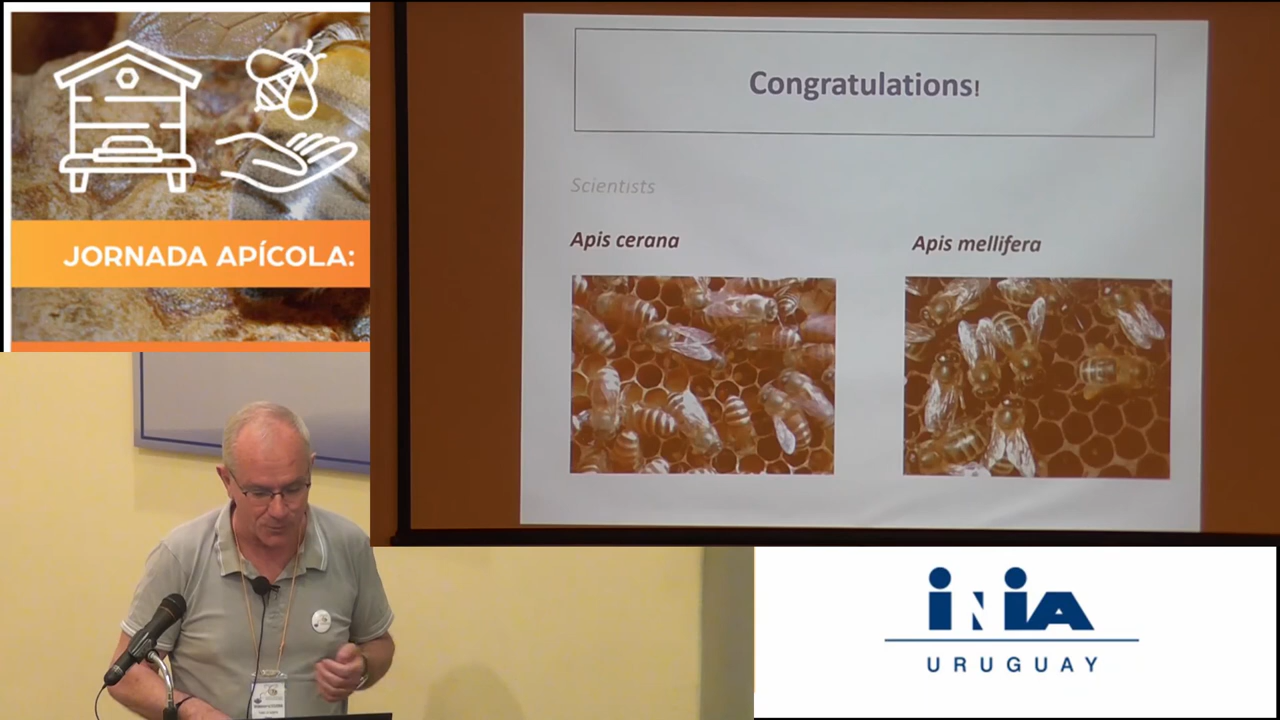 JORNADA APÍCOLA:
Congratulations!
Scientists
Apis cerana
Apis mellifera
INIA
URUGUAY